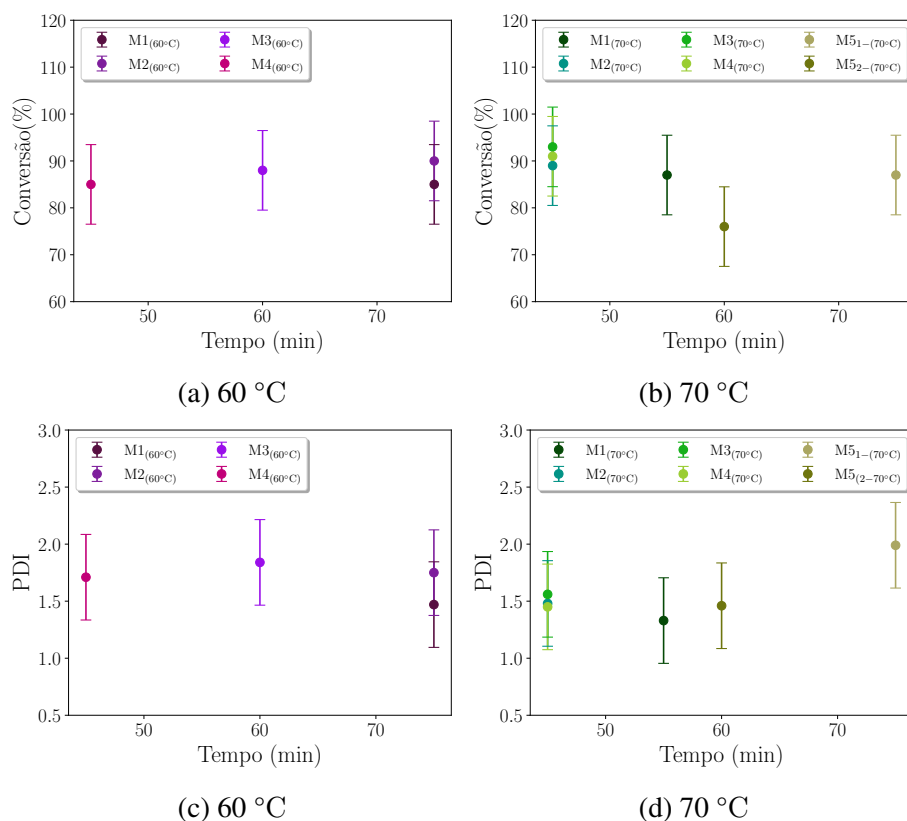 120
110
100
90
80
70
60
Conversão(%)
M1(60°C) M3(60°C)
M2(60°C) M4(60°C)
50 60 70
Tempo (min)
(a) 60 °C
120
110
100
90
80
70
60
Conversão(%)
M1(70°C) M3(70°C) M51−(70°C)
M2(70°C) M4(70°C) M52−(70°C)
50 60 70
Tempo (min)
(b) 70 °C
3.0
2.5
2.0
1.5
1.0
0.5
PDI
M1(60°C) M3(60°C)
M2(60°C) M4(60°C)
50 60 70
Tempo (min)
(c) 60 °C
3.0
2.5
2.0
1.5
1.0
0.5
PDI
M1(70°C) M3(70°C) M51−(70°C)
M2(70°C) M4(70°C) M5(2−70°C)
50 60 70
Tempo (min)
(d) 70 °C